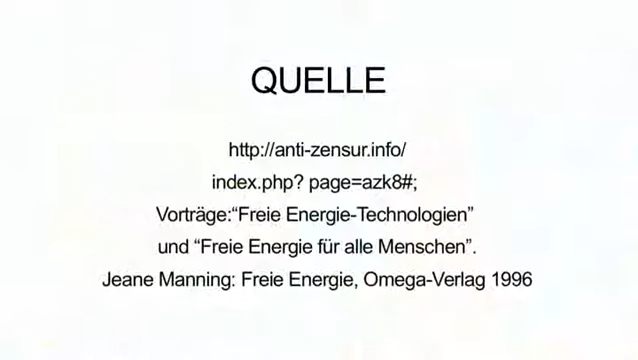 QUELLE
http://anti-zensur.info/
index.php? page=azk8#;
Vorträge:“Freie Energie-Technologien”
und “Freie Energie für alle Menschen”.
Jeane Manning: Freie Energie, Omega-Verlag 1996